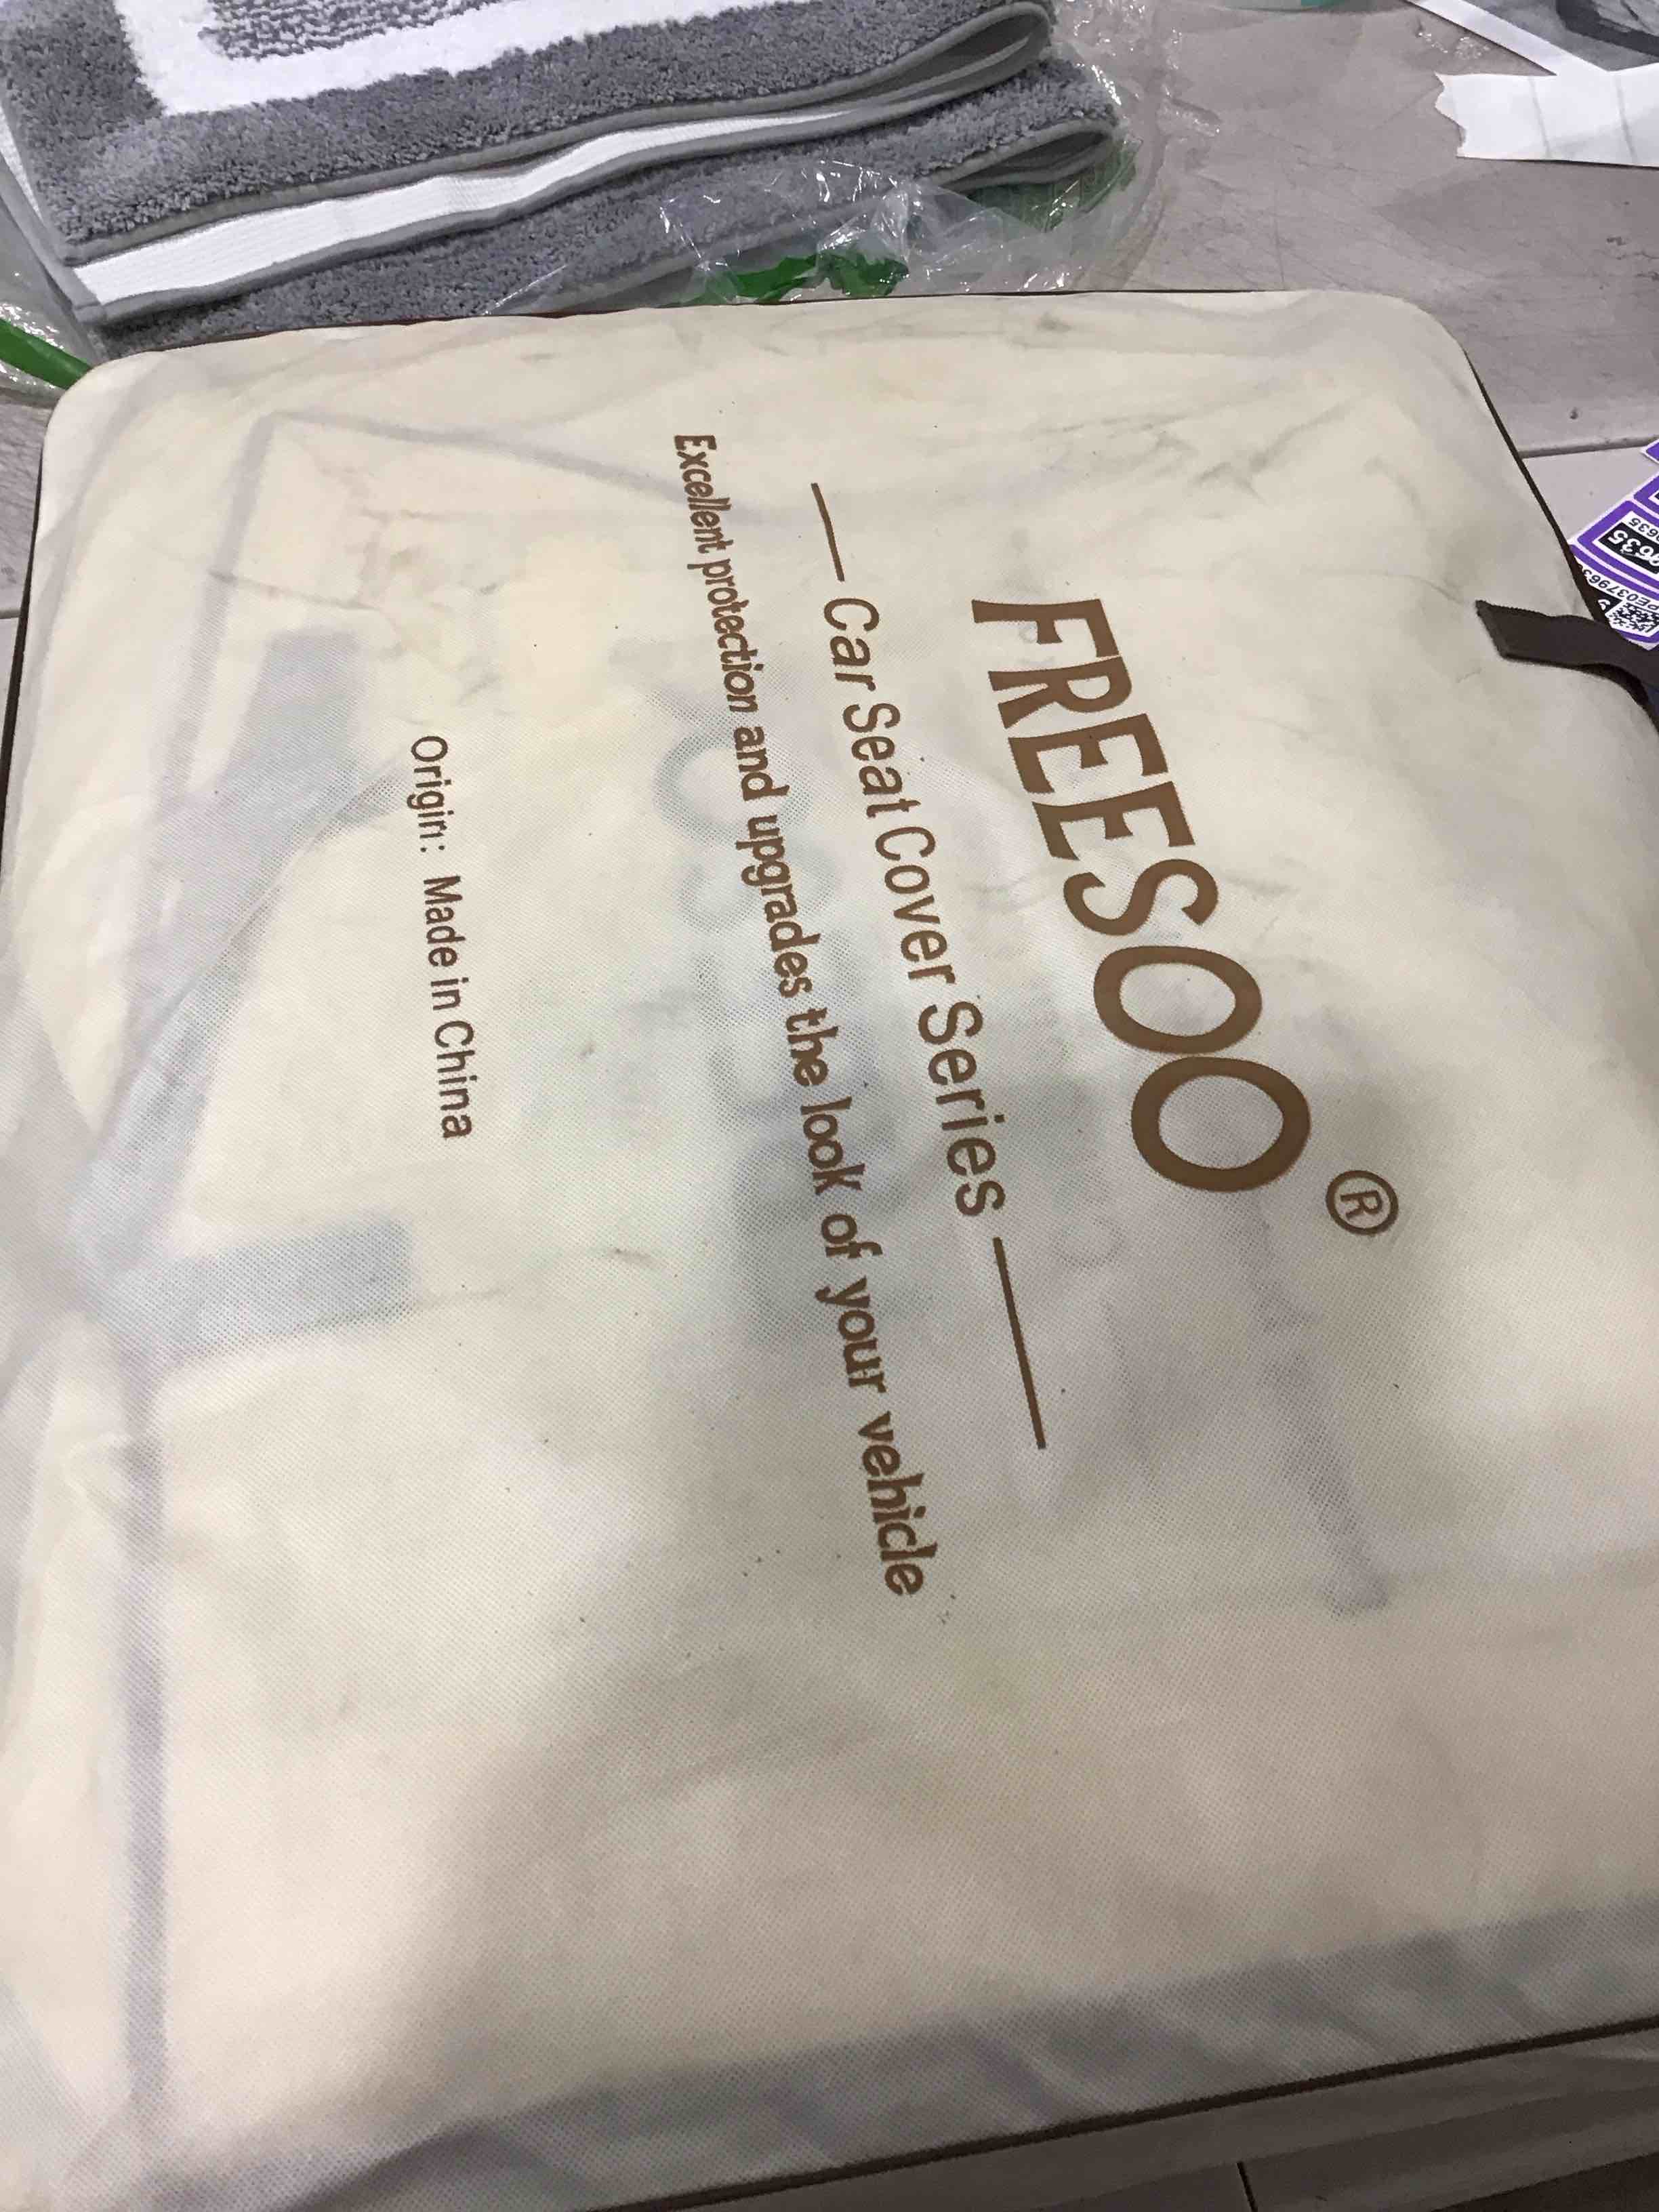 FREESOO®
Car Seat Cover Series
Excellent protection and upgrades the look of your vehicle
Origin: Made in China